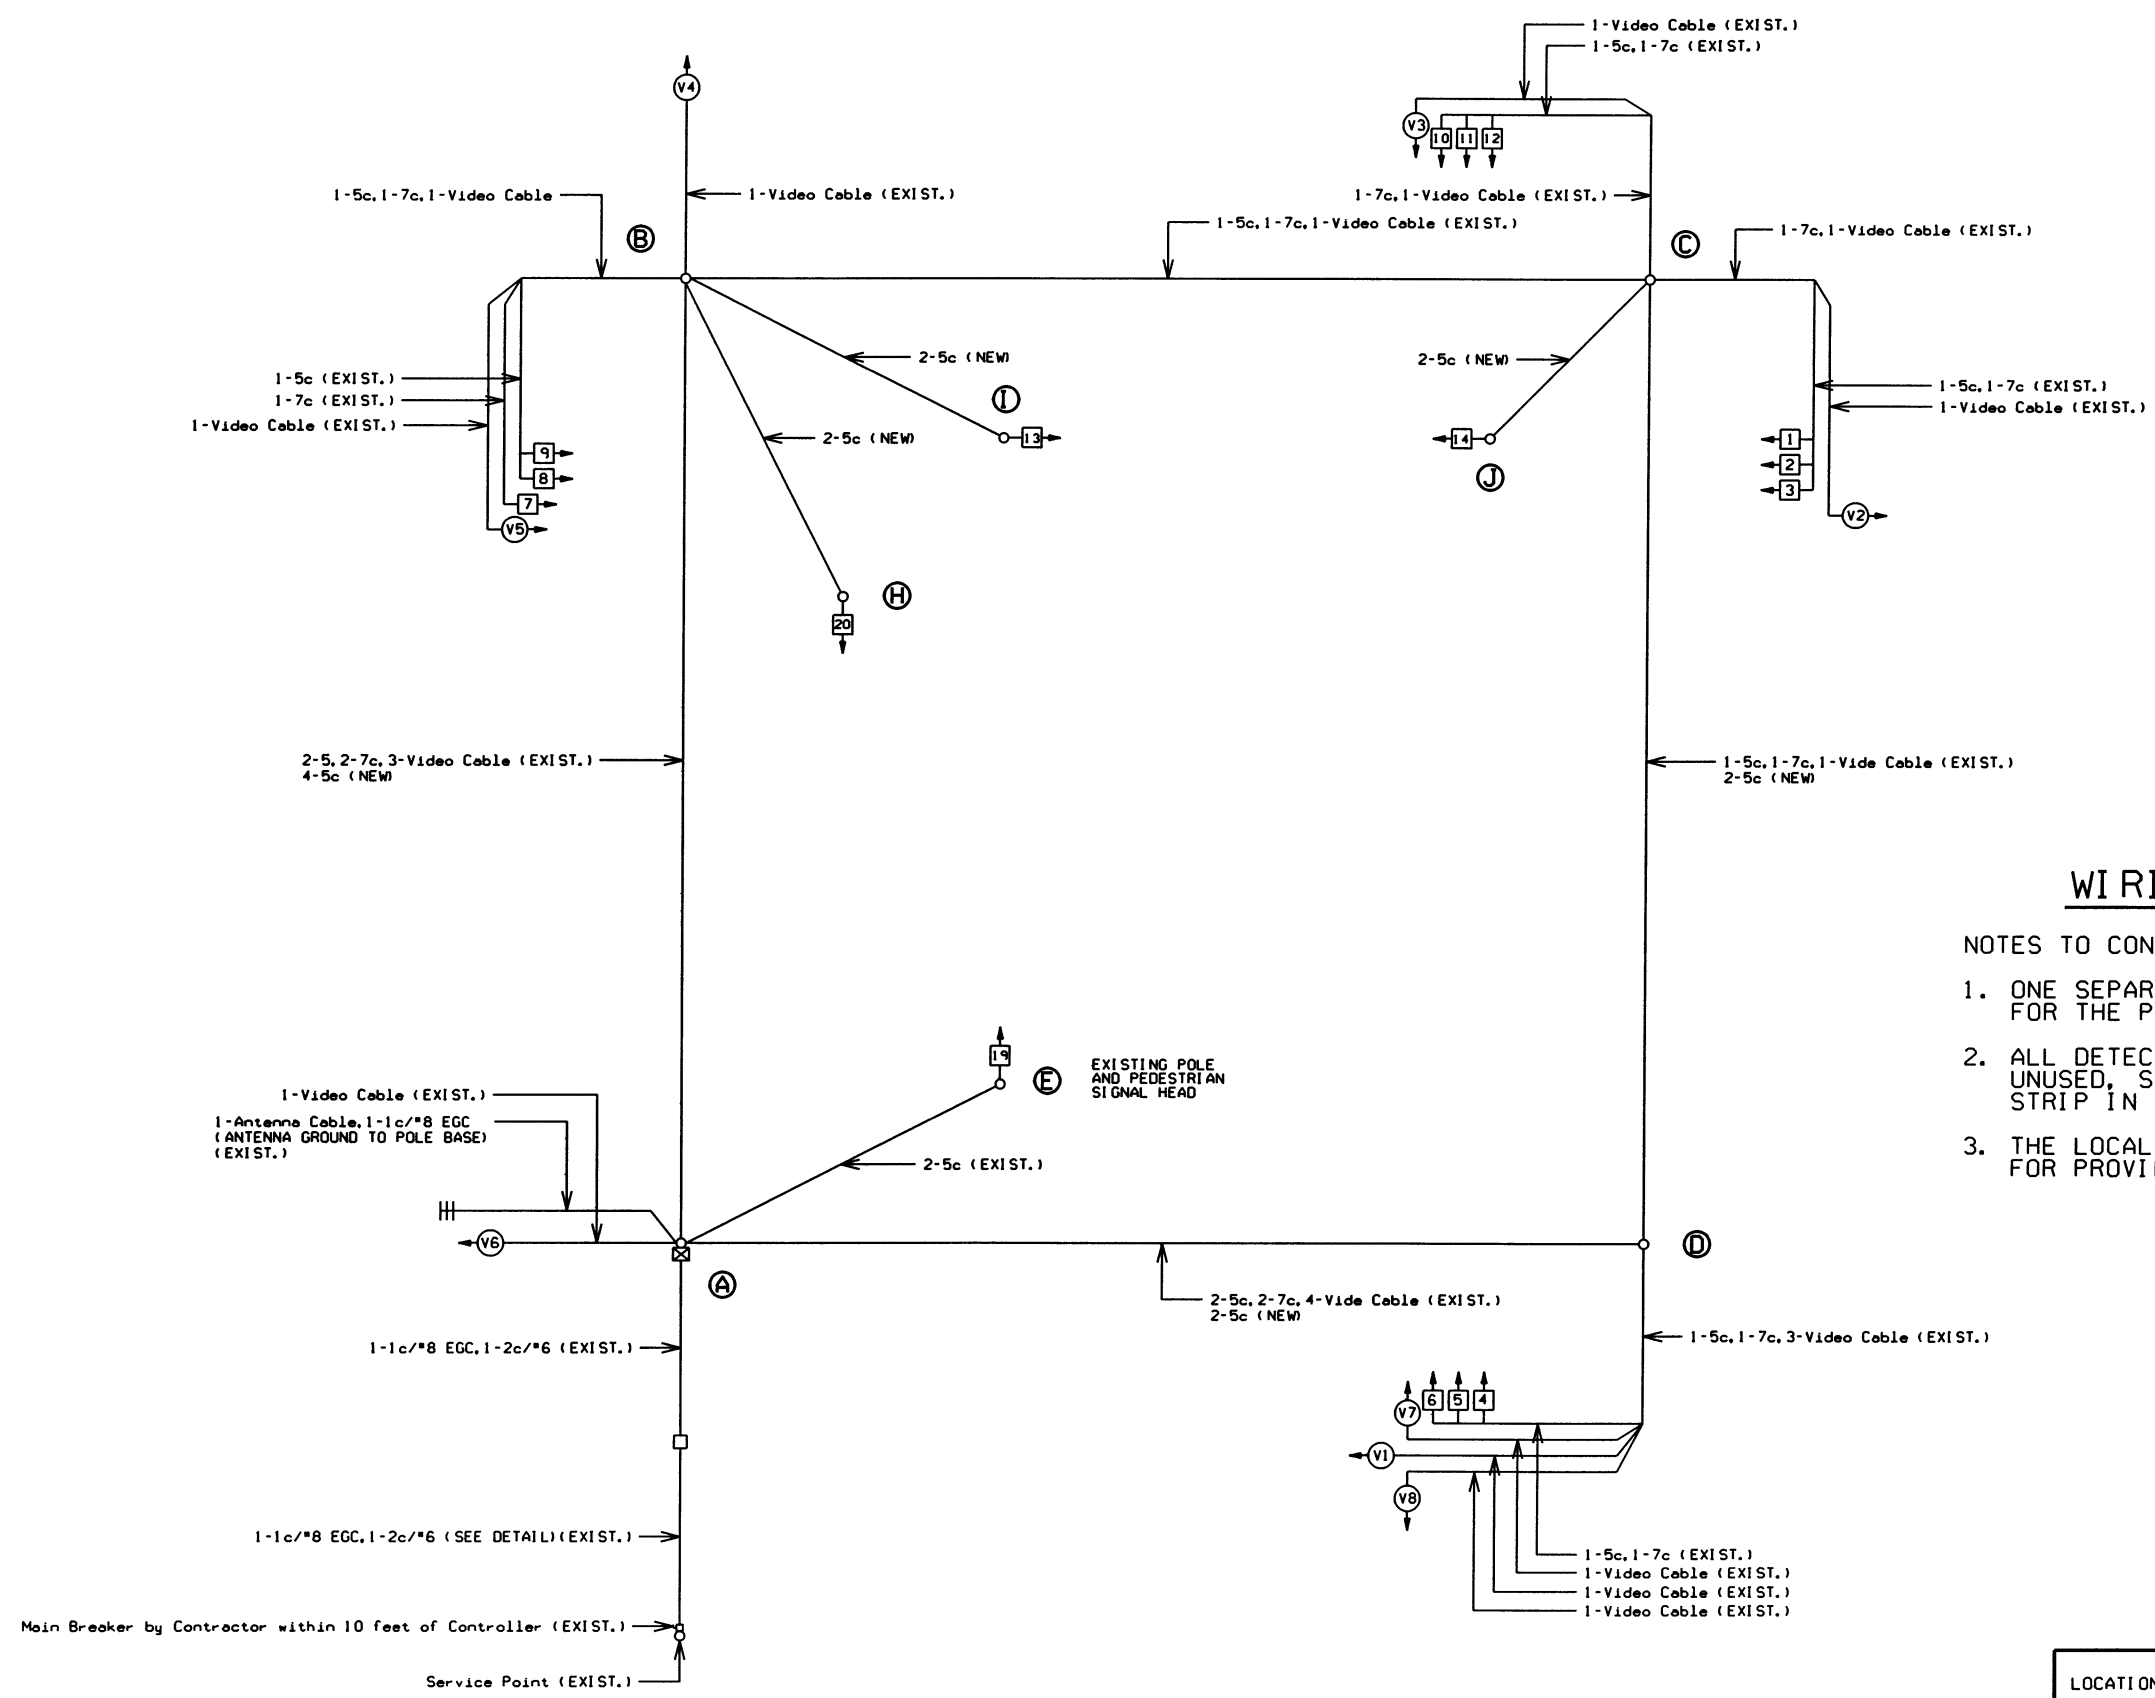 1-Video Cable (EXIST.)
1-5c,1-7c (EXIST.)
V4
V3
10
11
12
1-5c,1-7c,1-Video Cable
1-Video Cable (EXIST.)
1-7c,1-Video Cable (EXIST.)
1-5c,1-7c,1-Video Cable (EXIST.)
1-7c,1-Video Cable (EXIST.)
B
C
2-5c (NEW)
2-5c (NEW)
1-5c (EXIST.)
1-7c (EXIST.)
1-Video Cable (EXIST.)
1-5c,1-7c (EXIST.)
1-Video Cable (EXIST.)
I
13
2-5c (NEW)
14
J
9
8
7
V5
1
2
3
V2
H
20
2-5,2-7c,3-Video Cable (EXIST.)
4-5c (NEW)
1-5c,1-7c,1-Vide Cable (EXIST.)
2-5c (NEW)
WIRI
NOTES TO CON
1. ONE SEPAR
FOR THE P
2. ALL DETEC
UNUSED, S
STRIP IN
3. THE LOCAL
FOR PROVI
19
E
EXISTING POLE
AND PEDESTRIAN
SIGNAL HEAD
1-Video Cable (EXIST.)
1-Antenna Cable,1-1c/#8 EGC
(ANTENNA GROUND TO POLE BASE)
(EXIST.)
2-5c (EXIST.)
V6
A
D
2-5c,2-7c,4-Vide Cable (EXIST.)
2-5c (NEW)
1-1c/#8 EGC,1-2c/#6 (EXIST.)
1-5c,1-7c,3-Video Cable (EXIST.)
V7
6
5
4
V1
V8
1-1c/#8 EGC,1-2c/#6 (SEE DETAIL)(EXIST.)
1-5c,1-7c (EXIST.)
1-Video Cable (EXIST.)
1-Video Cable (EXIST.)
1-Video Cable (EXIST.)
Main Breaker by Contractor within 10 feet of Controller (EXIST.)
Service Point (EXIST.)
LOCATION